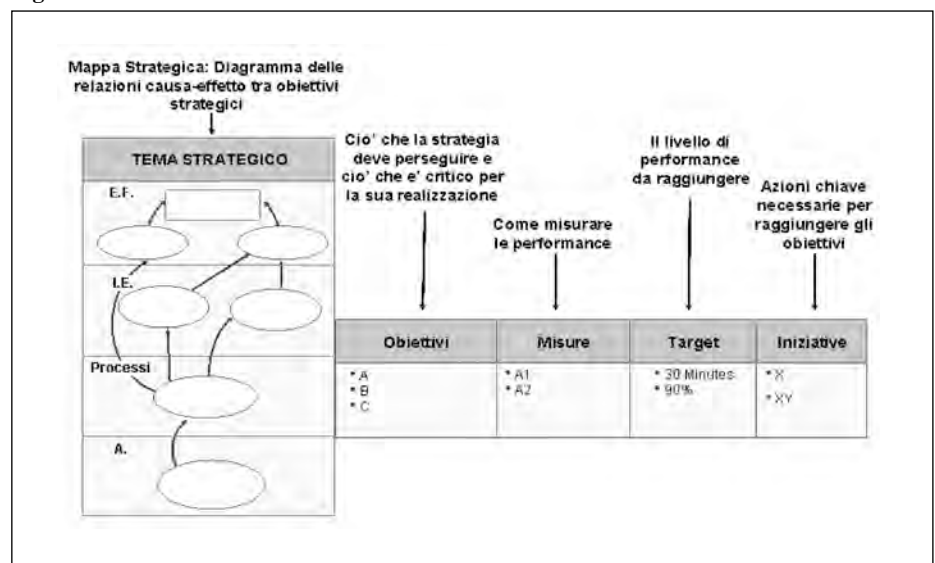 Mappa Strategica: Diagramma delle
relazioni causa-effetto tra obiettivi
strategici
TEMA STRATEGICO
E.F.
I.E.
Processi
A.
Cio' che la strategia
deve perseguire e
cio' che e' critico per
la sua realizzazione
Come misurare
le performance
Il livello di
performance
da raggiungere
Azioni chiave
necessarie per
raggiungere gli
obiettivi
Obiettivi
Misure
Target
Iniziative
* A
* B
* C
* A1
* A2
* 30 Minutes
* 90%
* X
* XY